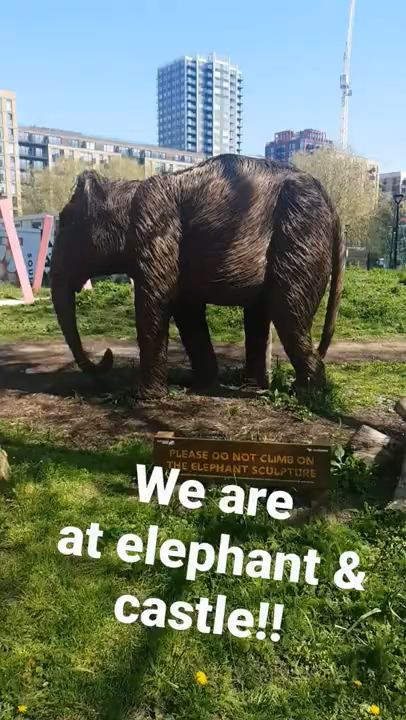 PLEASE DO NOT CLIMB ON
THE ELEPHANT SCULPTURE
We are
at elephant &
castle!!